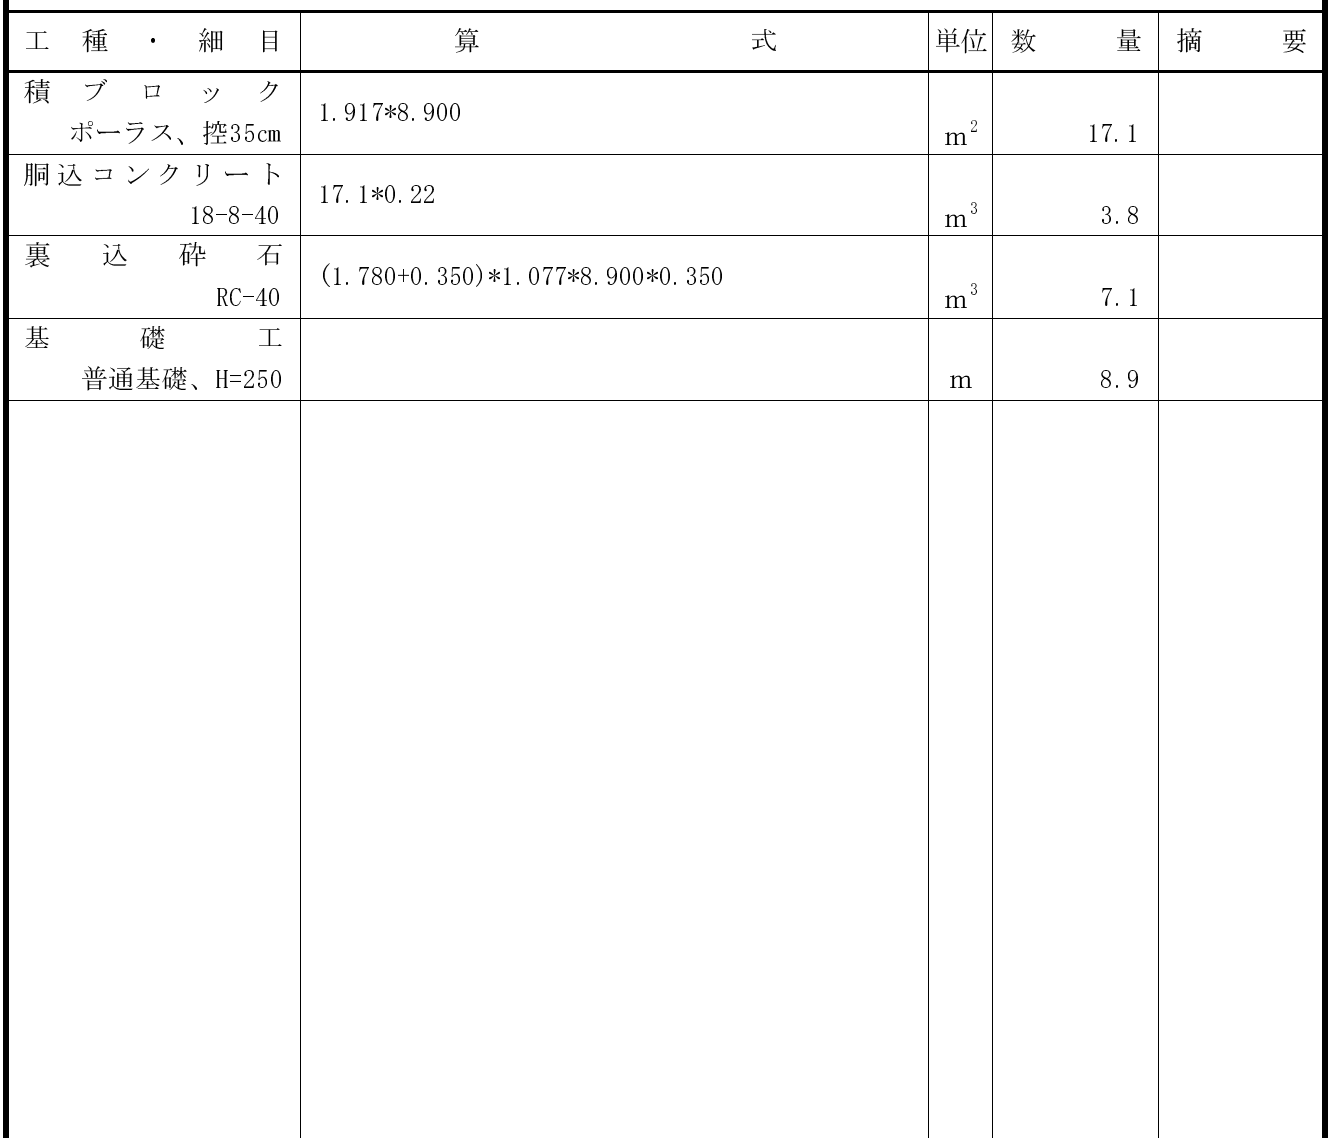 工種・細目 算式 単位 数量 摘要
積ブロック
1.917*8.900
ポーラス、控35cm m² 17.1
胴込コンクリート
17.1*0.22
18-8-40 m³ 3.8
裏込砕石
(1.780+0.350)*1.077*8.900*0.350
RC-40 m³ 7.1
基礎工
普通基礎、H=250 m 8.9